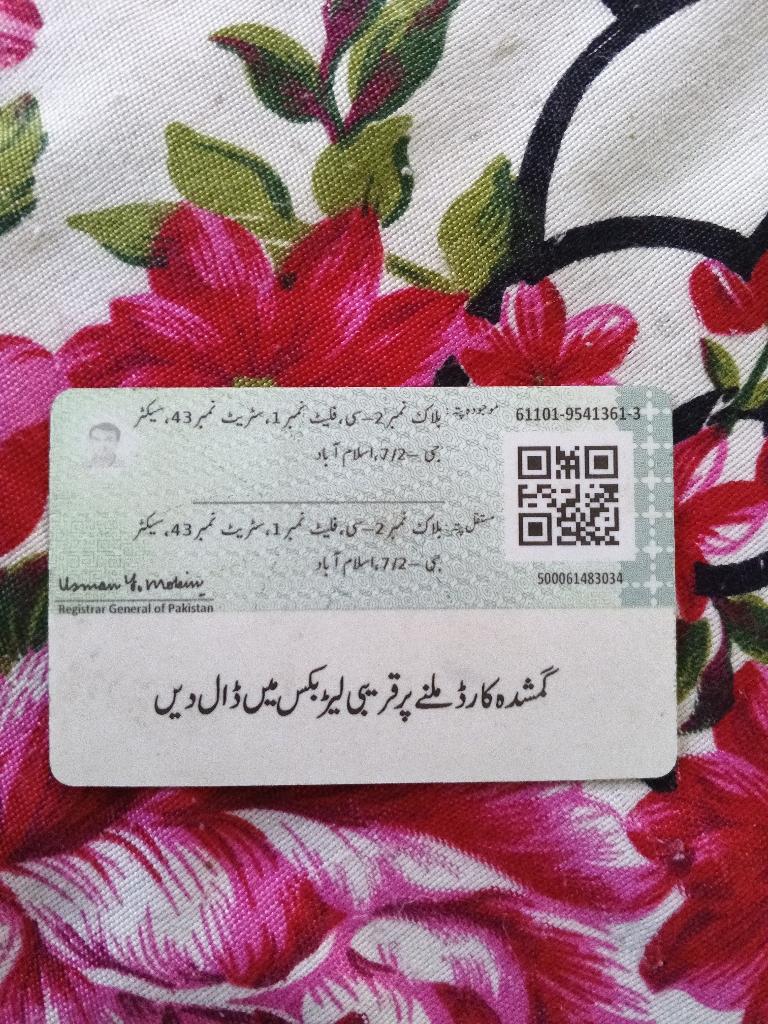 61101-9541361-3
موجودہ پتہ: بلاک نمبر 2-سی، فلیٹ نمبر 1، سٹریٹ نمبر 43، سیکٹر
جی -7/2، اسلام آباد
مستقل پتہ: بلاک نمبر 2-سی، فلیٹ نمبر 1، سٹریٹ نمبر 43، سیکٹر
جی -7/2، اسلام آباد
500061483034
Usman Y. Mobin
Registrar General of Pakistan
گمشدہ کارڈ ملنے پر قریبی لیٹر بکس میں ڈال دیں